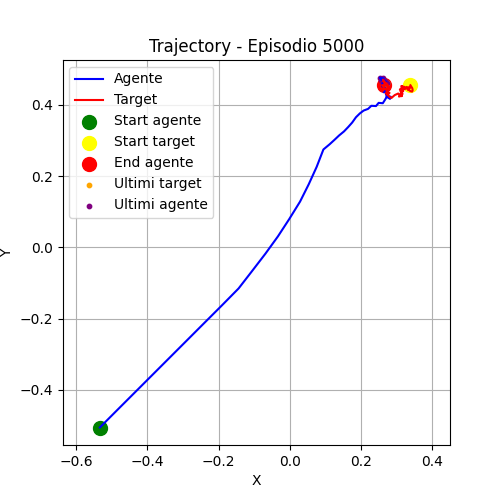 Trajectory - Episodio 5000
Agente
Target
Start agente
Start target
End agente
Ultimi target
Ultimi agente
Y
0.4
0.2
0.0
−0.2
−0.4
−0.6 −0.4 −0.2 0.0 0.2 0.4
X